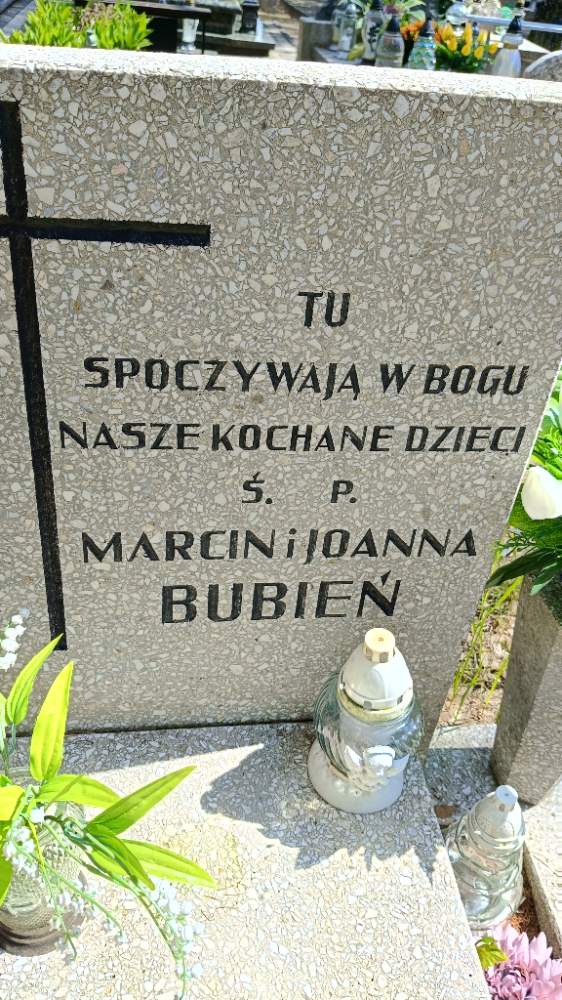 TU
SPOCZYWAJĄ W BOGU
NASZE KOCHANE DZIECI
Ś. P.
MARCIN i JOANNA
BUBIEŃ